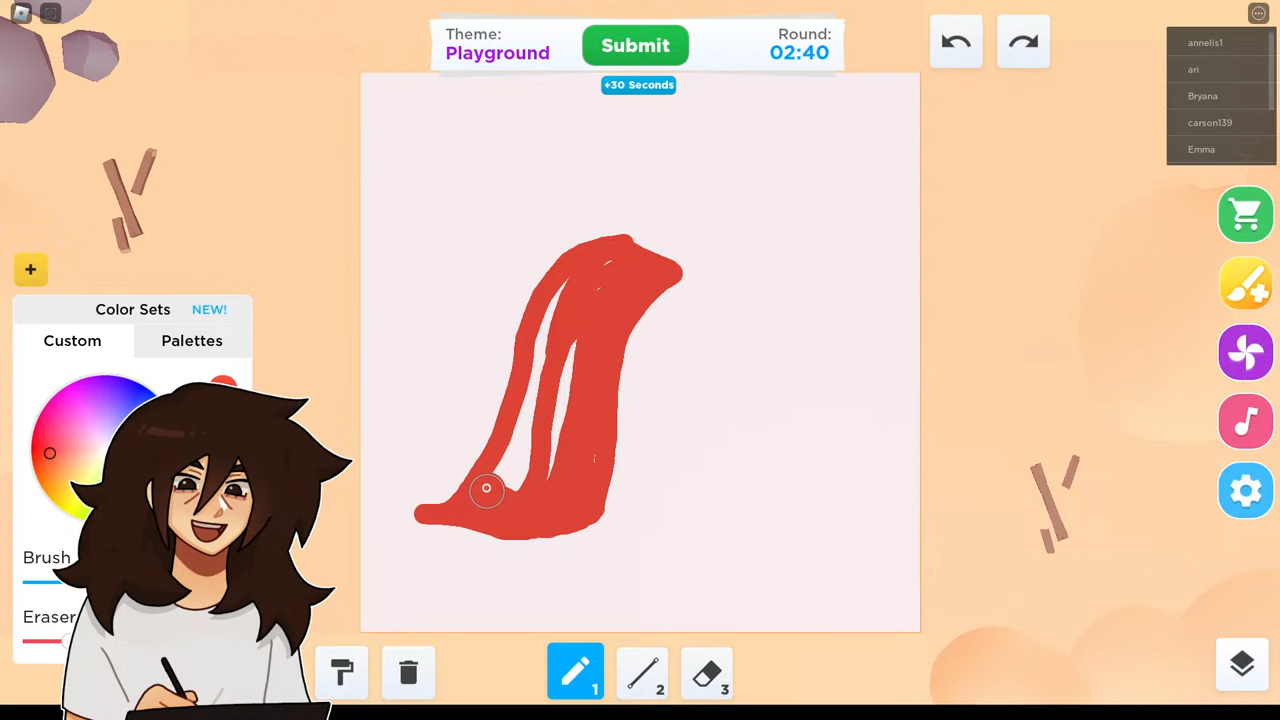 Theme:
Playground
Submit
Round:
02:40
+30 Seconds
annelis1
ari
Bryana
carson139
Emma
+
Color Sets NEW!
Custom Palettes
Brush
Eraser
1
2
3